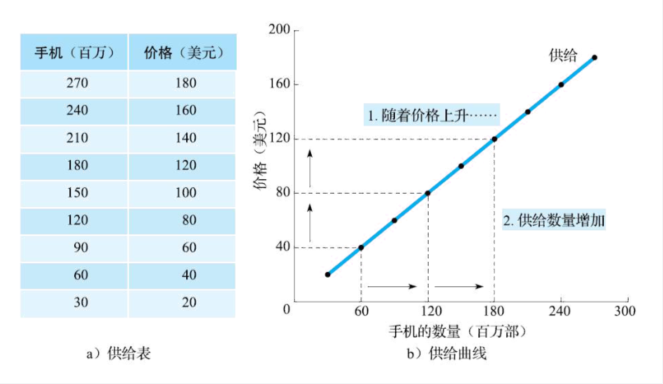 手机（百万） 价格（美元）
270 180
240 160
210 140
180 120
150 100
120 80
90 60
60 40
30 20
a）供给表
200
160
120
80
40
0
60 120 180 240 300
价格（美元）
手机的数量（百万部）
供给
1. 随着价格上升……
2. 供给数量增加
b）供给曲线